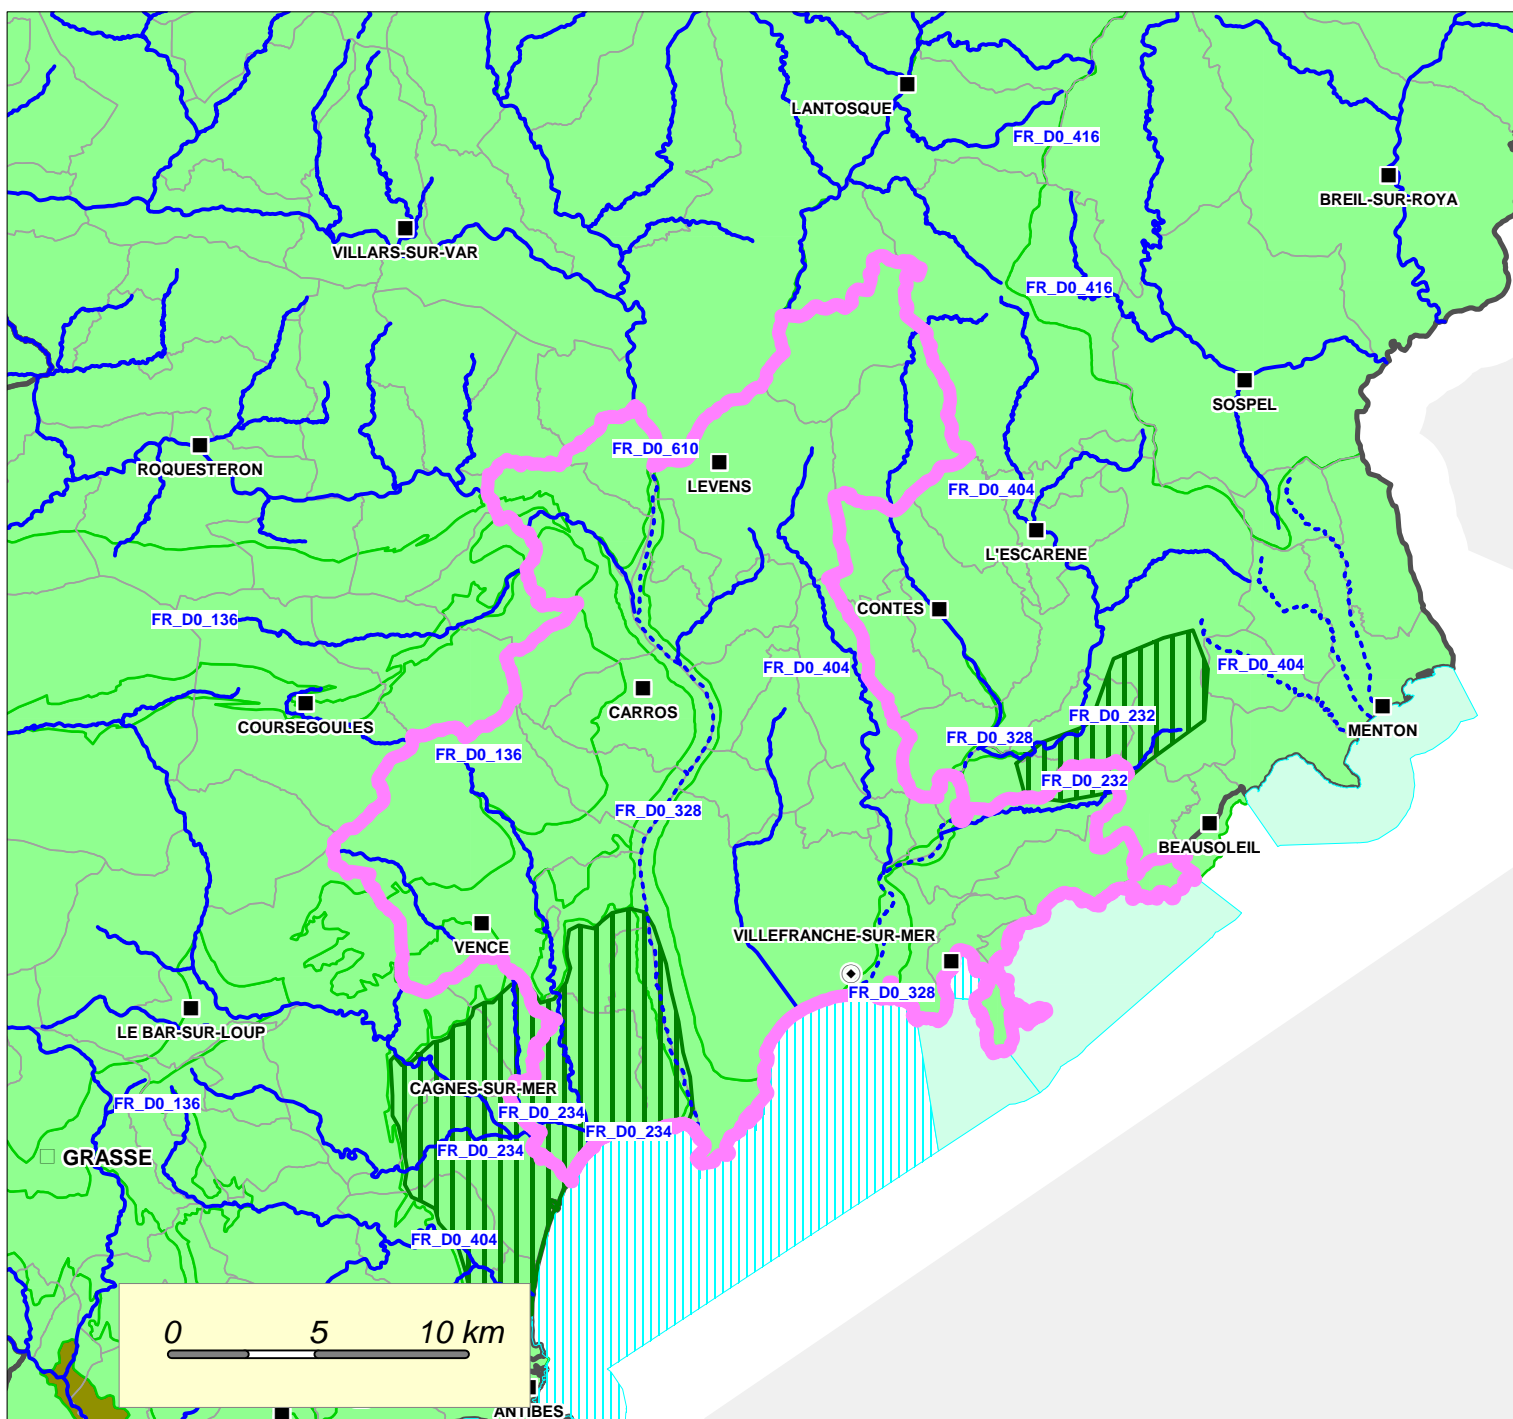 LANTOSQUE
FR_D0_416
BREIL-SUR-ROYA
VILLARS-SUR-VAR
FR_D0_416
SOSPEL
FR_D0_610
ROQUESTERON
LEVENS
FR_D0_404
L'ESCARENE
CONTES
FR_D0_136
FR_D0_404
FR_D0_404
CARROS
FR_D0_232
COURSEGOULES
MENTON
FR_D0_328
FR_D0_136
FR_D0_232
FR_D0_328
BEAUSOLEIL
VILLEFRANCHE-SUR-MER
VENCE
FR_D0_328
LE BAR-SUR-LOUP
CAGNES-SUR-MER
FR_D0_136
FR_D0_234
FR_D0_234
FR_D0_234
GRASSE
FR_D0_404
0 5 10 km
ANTIBES